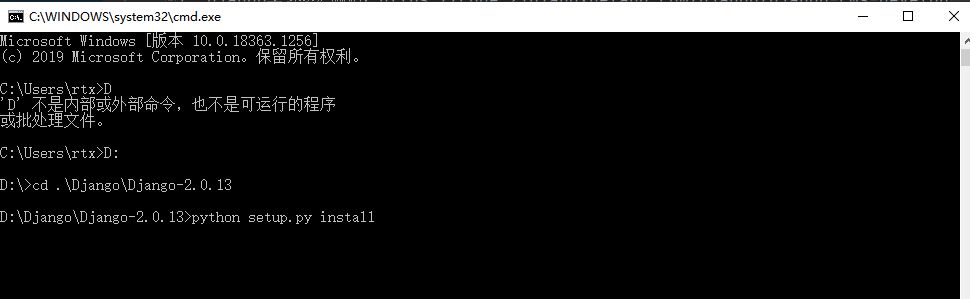 C:\WINDOWS\system32\cmd.exe
Microsoft Windows [版本 10.0.18363.1256]
(c) 2019 Microsoft Corporation。保留所有权利。
C:\Users\rtx>D
'D' 不是内部或外部命令，也不是可运行的程序
或批处理文件。
C:\Users\rtx>D:
D:\>cd .\Django\Django-2.0.13
D:\Django\Django-2.0.13>python setup.py install